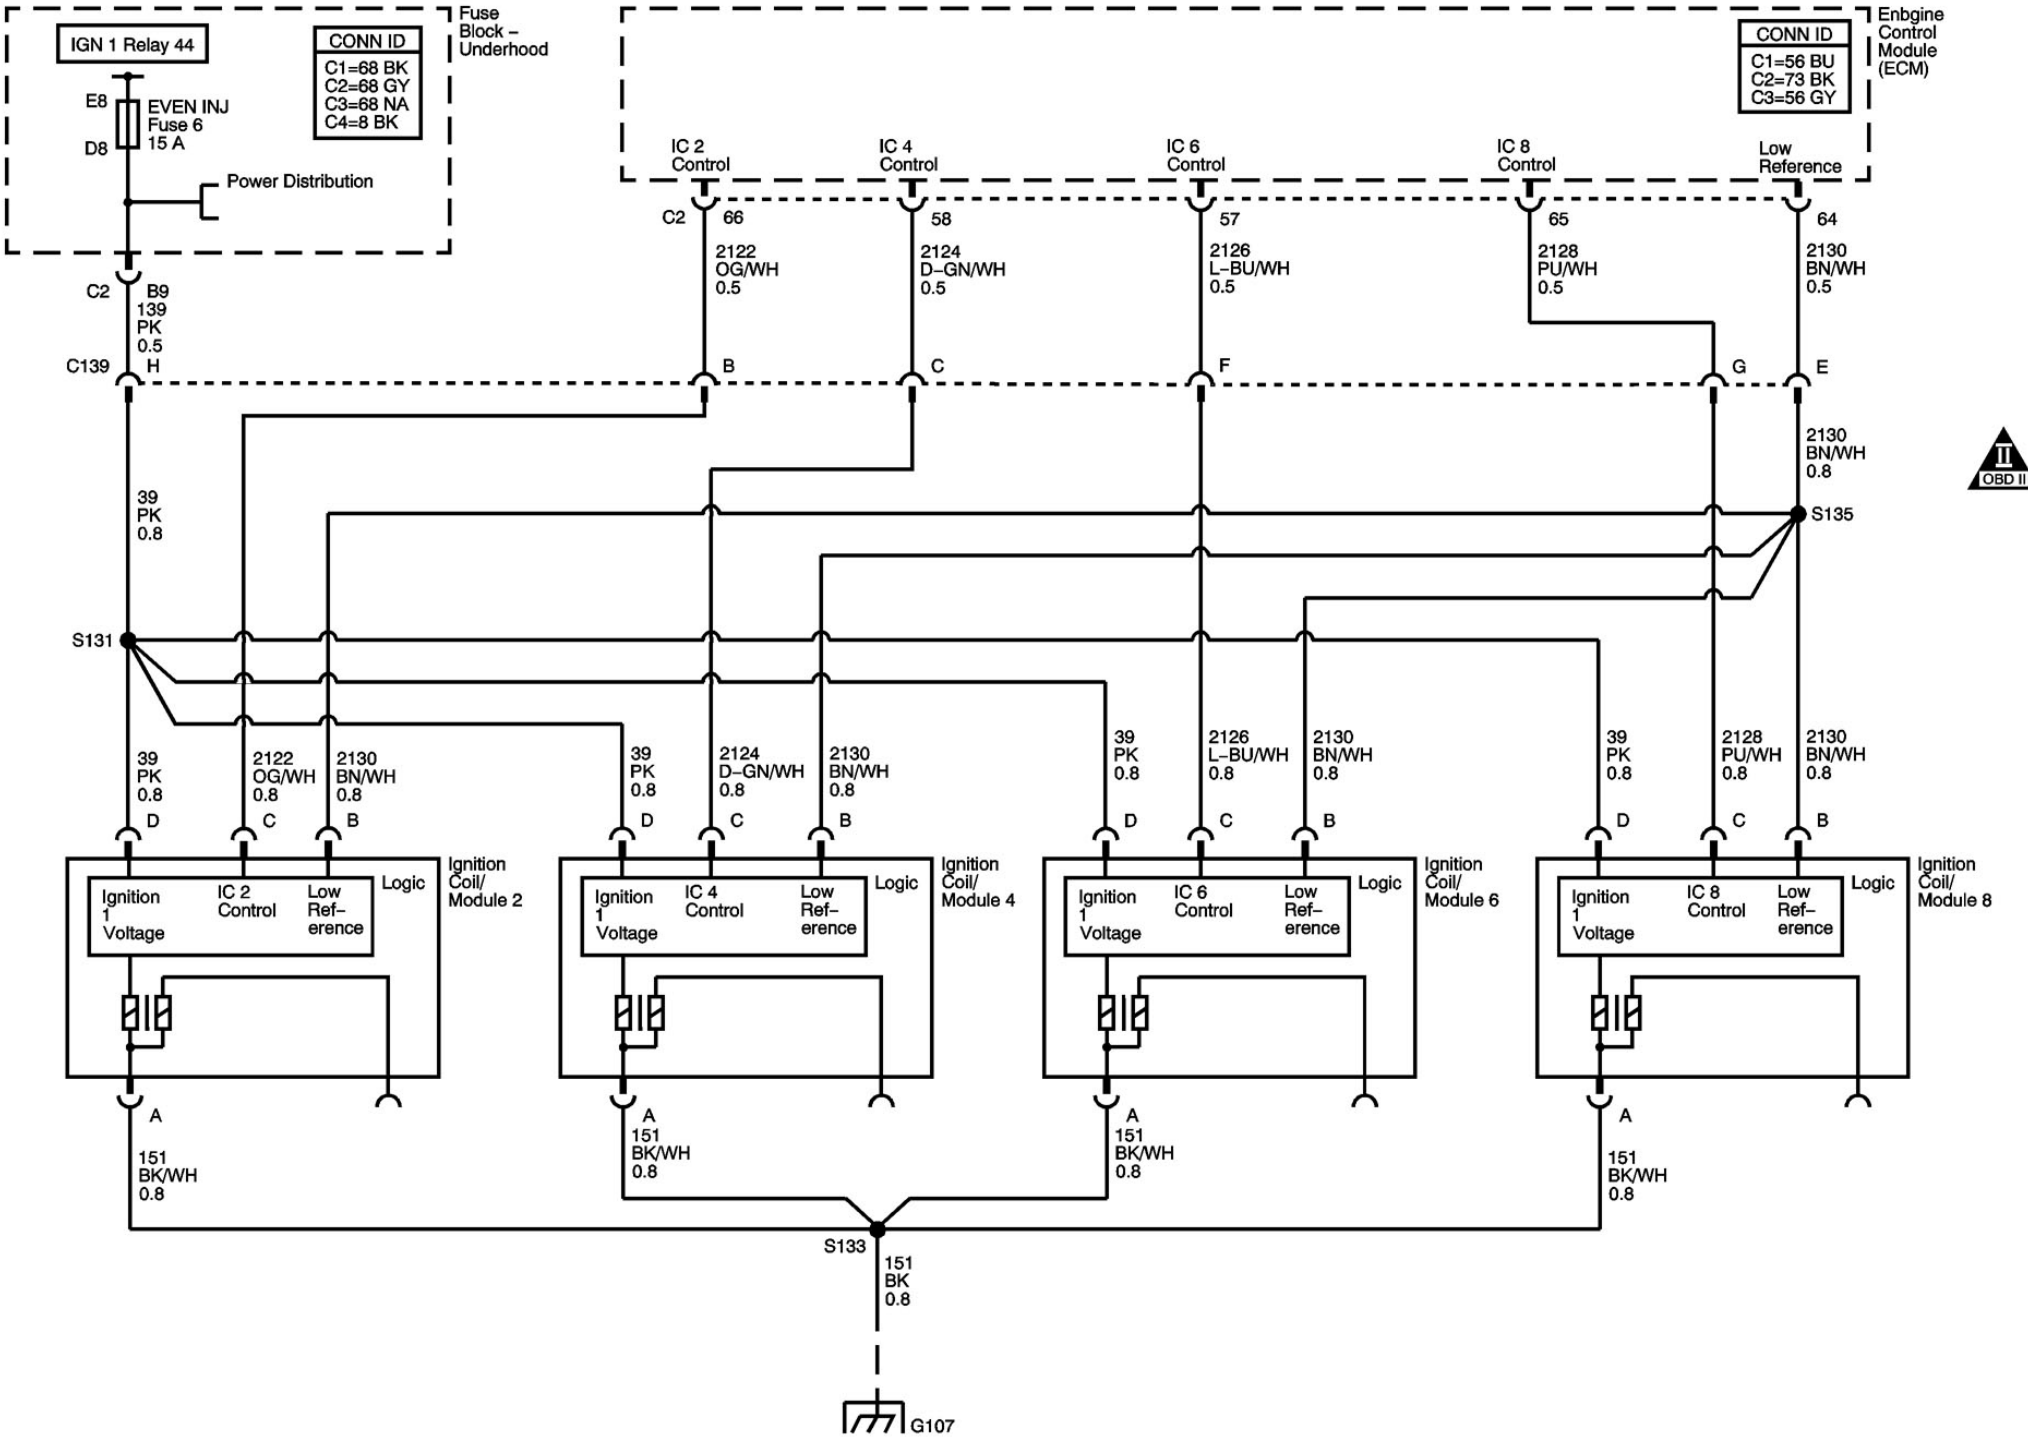 Fuse
Block –
Underhood
IGN 1 Relay 44
CONN ID
C1=68 BK
C2=68 GY
C3=68 NA
C4=8 BK
E8
EVEN INJ
Fuse 6
15 A
D8
Power Distribution
Enbgine
Control
Module
(ECM)
CONN ID
C1=56 BU
C2=73 BK
C3=56 GY
IC 2
Control
IC 4
Control
IC 6
Control
IC 8
Control
Low
Reference
C2
66
58
57
65
64
2122
OG/WH
0.5
2124
D–GN/WH
0.5
2126
L–BU/WH
0.5
2128
PU/WH
0.5
2130
BN/WH
0.5
C2
B9
139
PK
0.5
C139
H
B
C
F
G
E
2130
BN/WH
0.8
II
OBD II
39
PK
0.8
S135
S131
39
PK
0.8
2122
OG/WH
0.8
2130
BN/WH
0.8
39
PK
0.8
2124
D–GN/WH
0.8
2130
BN/WH
0.8
39
PK
0.8
2126
L–BU/WH
0.8
2130
BN/WH
0.8
39
PK
0.8
2128
PU/WH
0.8
2130
BN/WH
0.8
D
C
B
D
C
B
D
C
B
D
C
B
Ignition
1
Voltage
IC 2
Control
Low
Ref–
erence
Logic
Ignition
Coil/
Module 2
Ignition
1
Voltage
IC 4
Control
Low
Ref–
erence
Logic
Ignition
Coil/
Module 4
Ignition
1
Voltage
IC 6
Control
Low
Ref–
erence
Logic
Ignition
Coil/
Module 6
Ignition
1
Voltage
IC 8
Control
Low
Ref–
erence
Logic
Ignition
Coil/
Module 8
A
151
BK/WH
0.8
A
151
BK/WH
0.8
A
151
BK/WH
0.8
A
151
BK/WH
0.8
S133
151
BK
0.8
G107